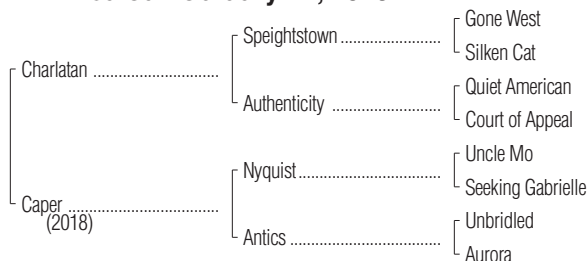 Gone West
Speightstown
Silken Cat
Charlatan
Quiet American
Authenticity
Court of Appeal
Uncle Mo
Nyquist
Seeking Gabrielle
Caper
(2018)
Unbridled
Antics
Aurora